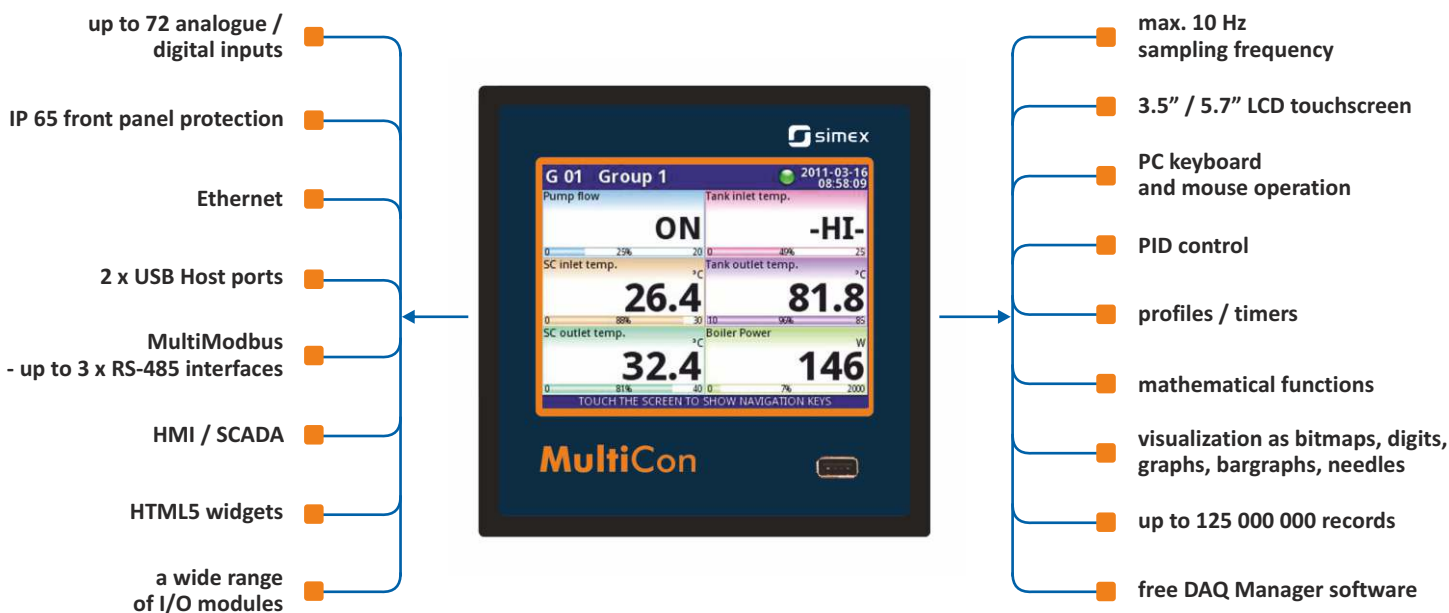 up to 72 analogue /
digital inputs
IP 65 front panel protection
Ethernet
2 x USB Host ports
MultiModbus
- up to 3 x RS-485 interfaces
HMI / SCADA
HTML5 widgets
a wide range
of I/O modules
simex
G 01 Group 1
2011-03-16
08:58:09
Pump flow
ON
0 25% 20
Tank inlet temp.
-HI-
0 49% 25
SC inlet temp.
°C
26.4
0 88% 30
Tank outlet temp.
°C
81.8
10 96% 85
SC outlet temp.
°C
32.4
0 81% 40
Boiler Power
W
146
0 7% 2000
TOUCH THE SCREEN TO SHOW NAVIGATION KEYS
MultiCon
max. 10 Hz
sampling frequency
3.5” / 5.7” LCD touchscreen
PC keyboard
and mouse operation
PID control
profiles / timers
mathematical functions
visualization as bitmaps, digits,
graphs, bargraphs, needles
up to 125 000 000 records
free DAQ Manager software